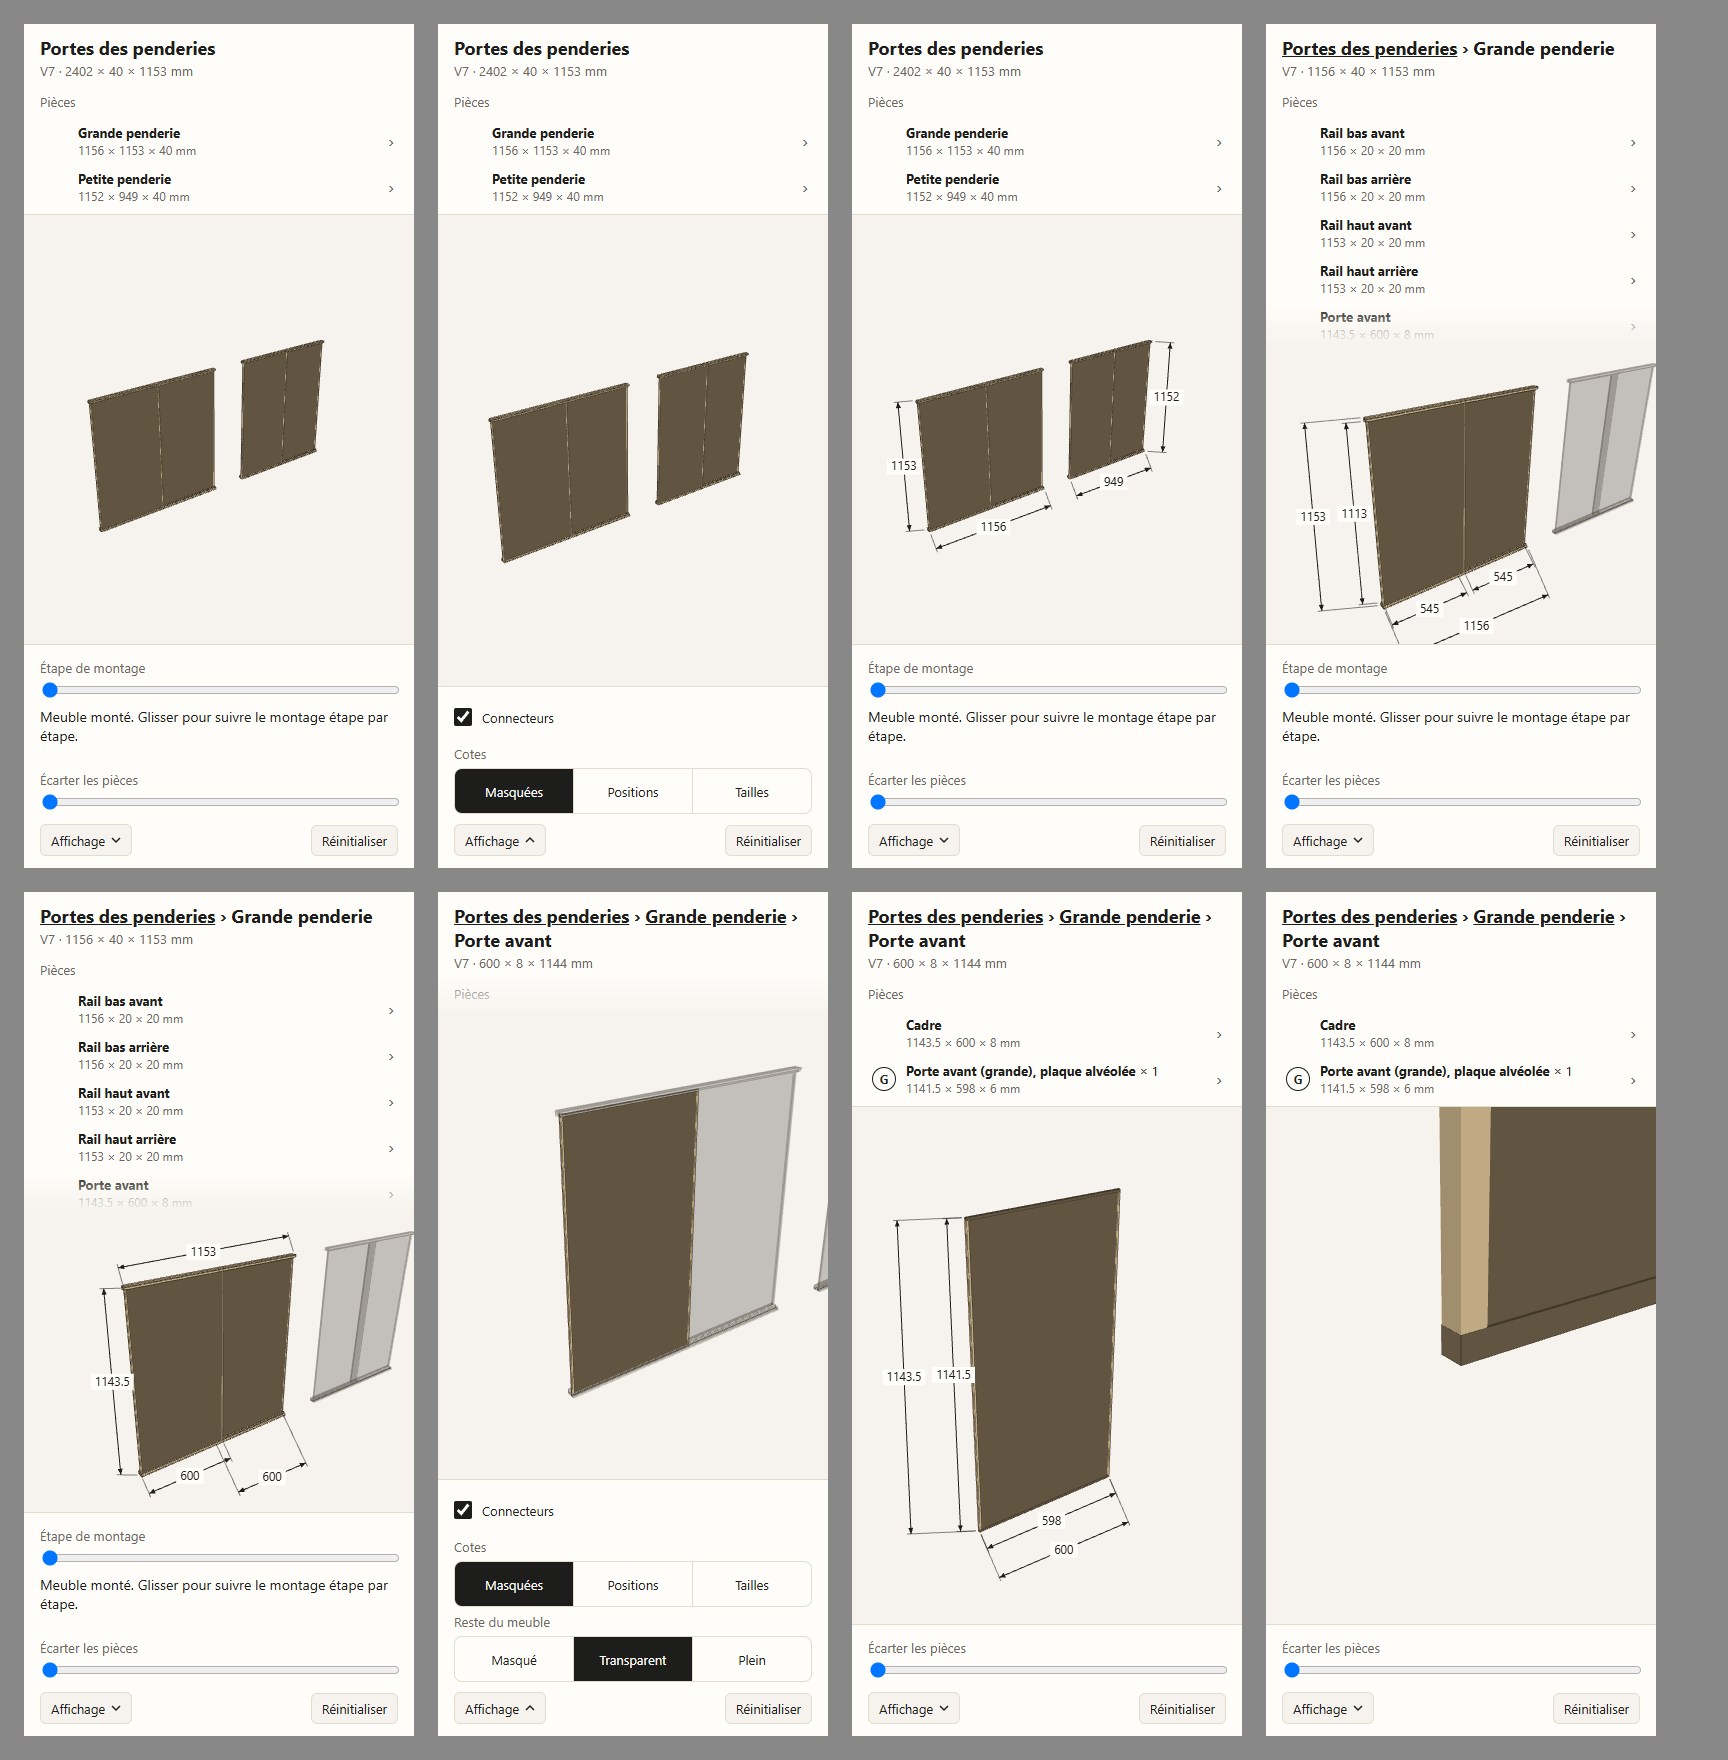 Portes des penderies
V7 · 2402 × 40 × 1153 mm
Pièces
Grande penderie
1156 × 1153 × 40 mm
›
Petite penderie
1152 × 949 × 40 mm
›
Étape de montage
Meuble monté. Glisser pour suivre le montage étape par
étape.
Écarter les pièces
Affichage
Réinitialiser
Portes des penderies
V7 · 2402 × 40 × 1153 mm
Pièces
Grande penderie
1156 × 1153 × 40 mm
›
Petite penderie
1152 × 949 × 40 mm
›
Connecteurs
Cotes
Masquées
Positions
Tailles
Affichage
Réinitialiser
Portes des penderies
V7 · 2402 × 40 × 1153 mm
Pièces
Grande penderie
1156 × 1153 × 40 mm
›
Petite penderie
1152 × 949 × 40 mm
›
1152
1153
949
1156
Étape de montage
Meuble monté. Glisser pour suivre le montage étape par
étape.
Écarter les pièces
Affichage
Réinitialiser
Portes des penderies › Grande penderie
V7 · 1156 × 40 × 1153 mm
Pièces
Rail bas avant
1156 × 20 × 20 mm
›
Rail bas arrière
1156 × 20 × 20 mm
›
Rail haut avant
1153 × 20 × 20 mm
›
Rail haut arrière
1153 × 20 × 20 mm
›
Porte avant
1143.5 × 600 × 8 mm
›
1153
1113
545
545
1156
Étape de montage
Meuble monté. Glisser pour suivre le montage étape par
étape.
Écarter les pièces
Affichage
Réinitialiser
Portes des penderies › Grande penderie
V7 · 1156 × 40 × 1153 mm
Pièces
Rail bas avant
1156 × 20 × 20 mm
›
Rail bas arrière
1156 × 20 × 20 mm
›
Rail haut avant
1153 × 20 × 20 mm
›
Rail haut arrière
1153 × 20 × 20 mm
›
Porte avant
1143.5 × 600 × 8 mm
›
1153
1143.5
600
600
Étape de montage
Meuble monté. Glisser pour suivre le montage étape par
étape.
Écarter les pièces
Affichage
Réinitialiser
Portes des penderies › Grande penderie ›
Porte avant
V7 · 600 × 8 × 1144 mm
Pièces
Connecteurs
Cotes
Masquées
Positions
Tailles
Reste du meuble
Masqué
Transparent
Plein
Affichage
Réinitialiser
Portes des penderies › Grande penderie ›
Porte avant
V7 · 600 × 8 × 1144 mm
Pièces
Cadre
1143.5 × 600 × 8 mm
›
G
Porte avant (grande), plaque alvéolée × 1
1141.5 × 598 × 6 mm
›
1143.5
1141.5
598
600
Écarter les pièces
Affichage
Réinitialiser
Portes des penderies › Grande penderie ›
Porte avant
V7 · 600 × 8 × 1144 mm
Pièces
Cadre
1143.5 × 600 × 8 mm
›
G
Porte avant (grande), plaque alvéolée × 1
1141.5 × 598 × 6 mm
›
Écarter les pièces
Affichage
Réinitialiser